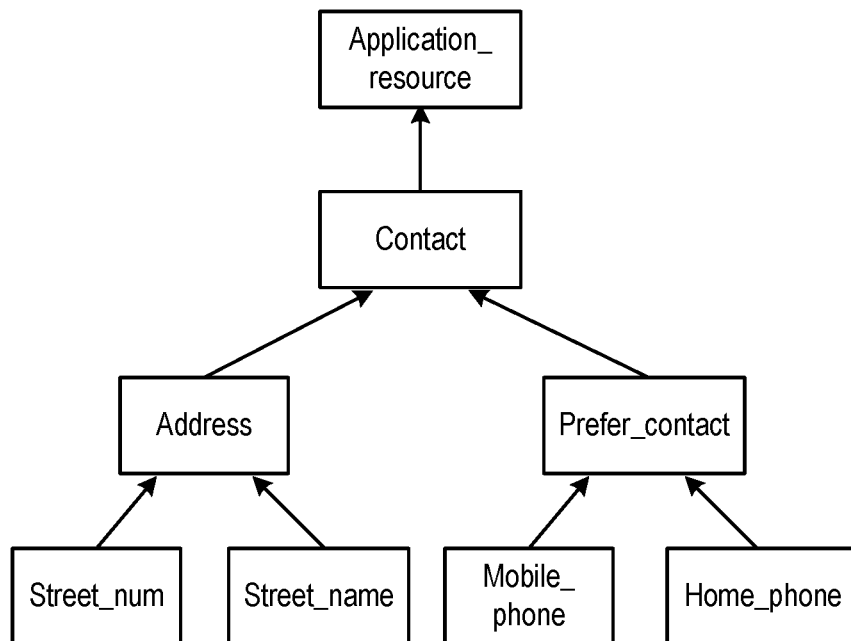 Application_
resource
Contact
Address
Prefer_contact
Street_num
Street_name
Mobile_
phone
Home_phone